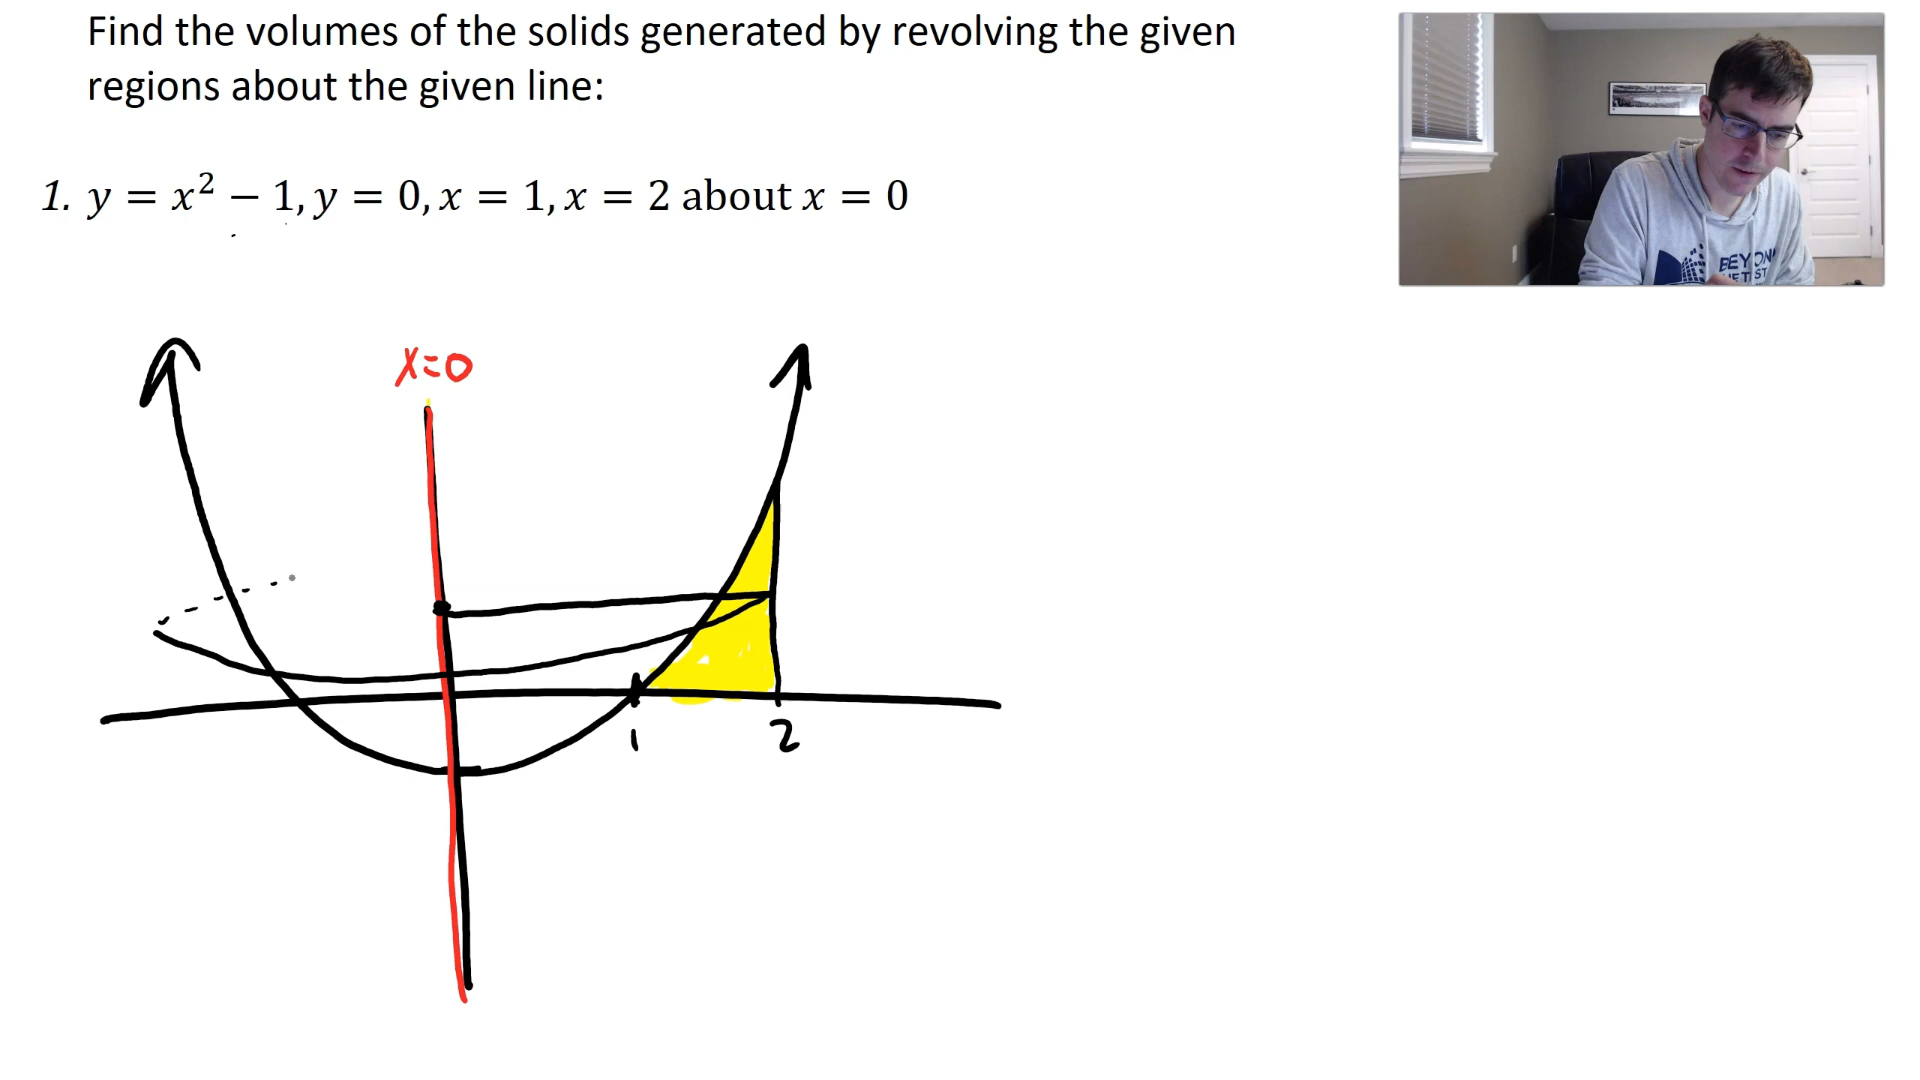 Find the volumes of the solids generated by revolving the given
regions about the given line:
1. y = x² − 1, y = 0, x = 1, x = 2 about x = 0
x=0
1
2
BEYON